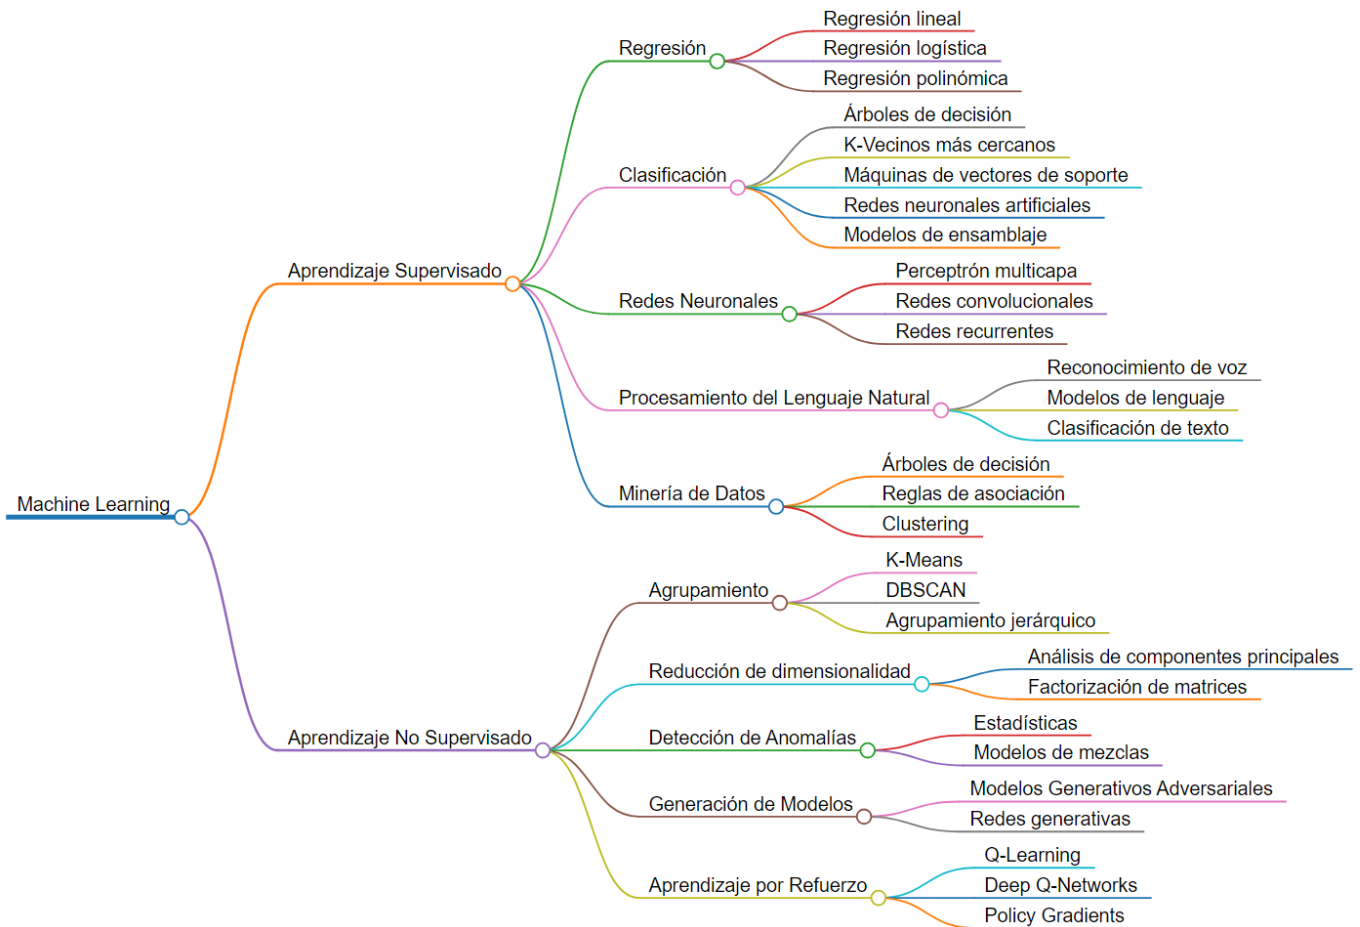 Machine Learning
Aprendizaje Supervisado
Regresión
Regresión lineal
Regresión logística
Regresión polinómica
Clasificación
Árboles de decisión
K-Vecinos más cercanos
Máquinas de vectores de soporte
Redes neuronales artificiales
Modelos de ensamblaje
Redes Neuronales
Perceptrón multicapa
Redes convolucionales
Redes recurrentes
Procesamiento del Lenguaje Natural
Reconocimiento de voz
Modelos de lenguaje
Clasificación de texto
Minería de Datos
Árboles de decisión
Reglas de asociación
Clustering
Aprendizaje No Supervisado
Agrupamiento
K-Means
DBSCAN
Agrupamiento jerárquico
Reducción de dimensionalidad
Análisis de componentes principales
Factorización de matrices
Detección de Anomalías
Estadísticas
Modelos de mezclas
Generación de Modelos
Modelos Generativos Adversariales
Redes generativas
Aprendizaje por Refuerzo
Q-Learning
Deep Q-Networks
Policy Gradients